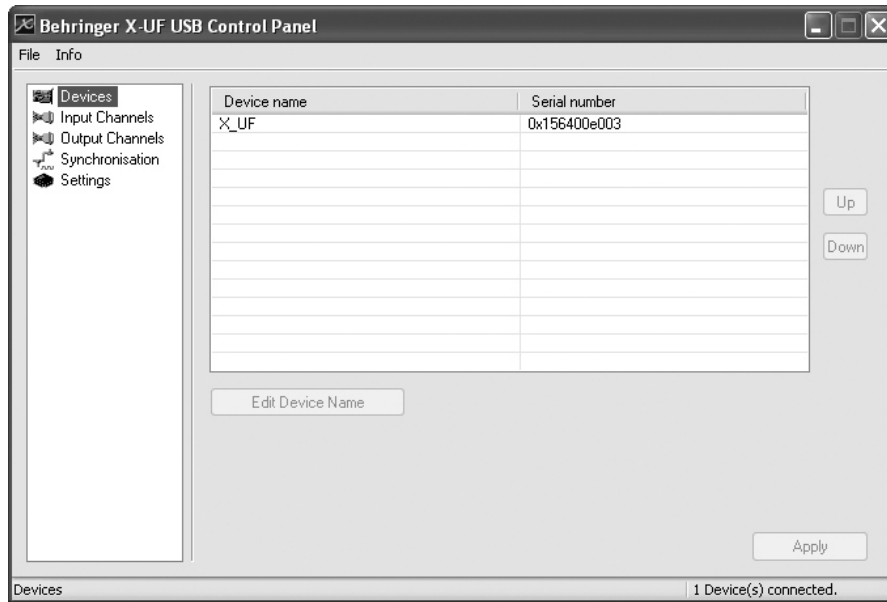 Behringer X-UF USB Control Panel
File Info
Devices
Input Channels
Output Channels
Synchronisation
Settings
Device name Serial number
X_UF 0x156400e003
Up
Down
Edit Device Name
Apply
Devices 1 Device(s) connected.